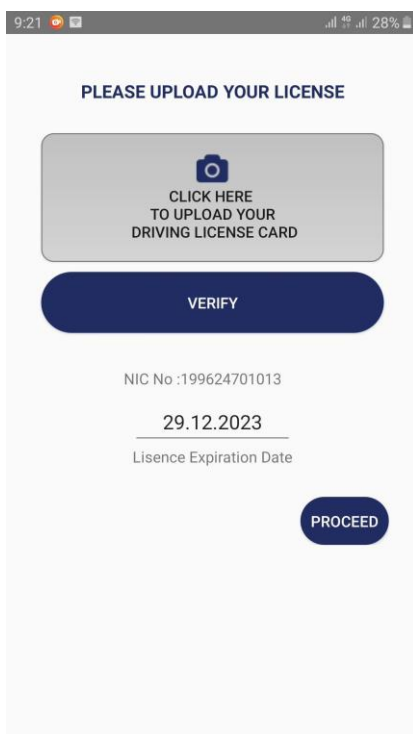 9:21 4G 28%
PLEASE UPLOAD YOUR LICENSE
CLICK HERE
TO UPLOAD YOUR
DRIVING LICENSE CARD
VERIFY
NIC No :199624701013
29.12.2023
Lisence Expiration Date
PROCEED